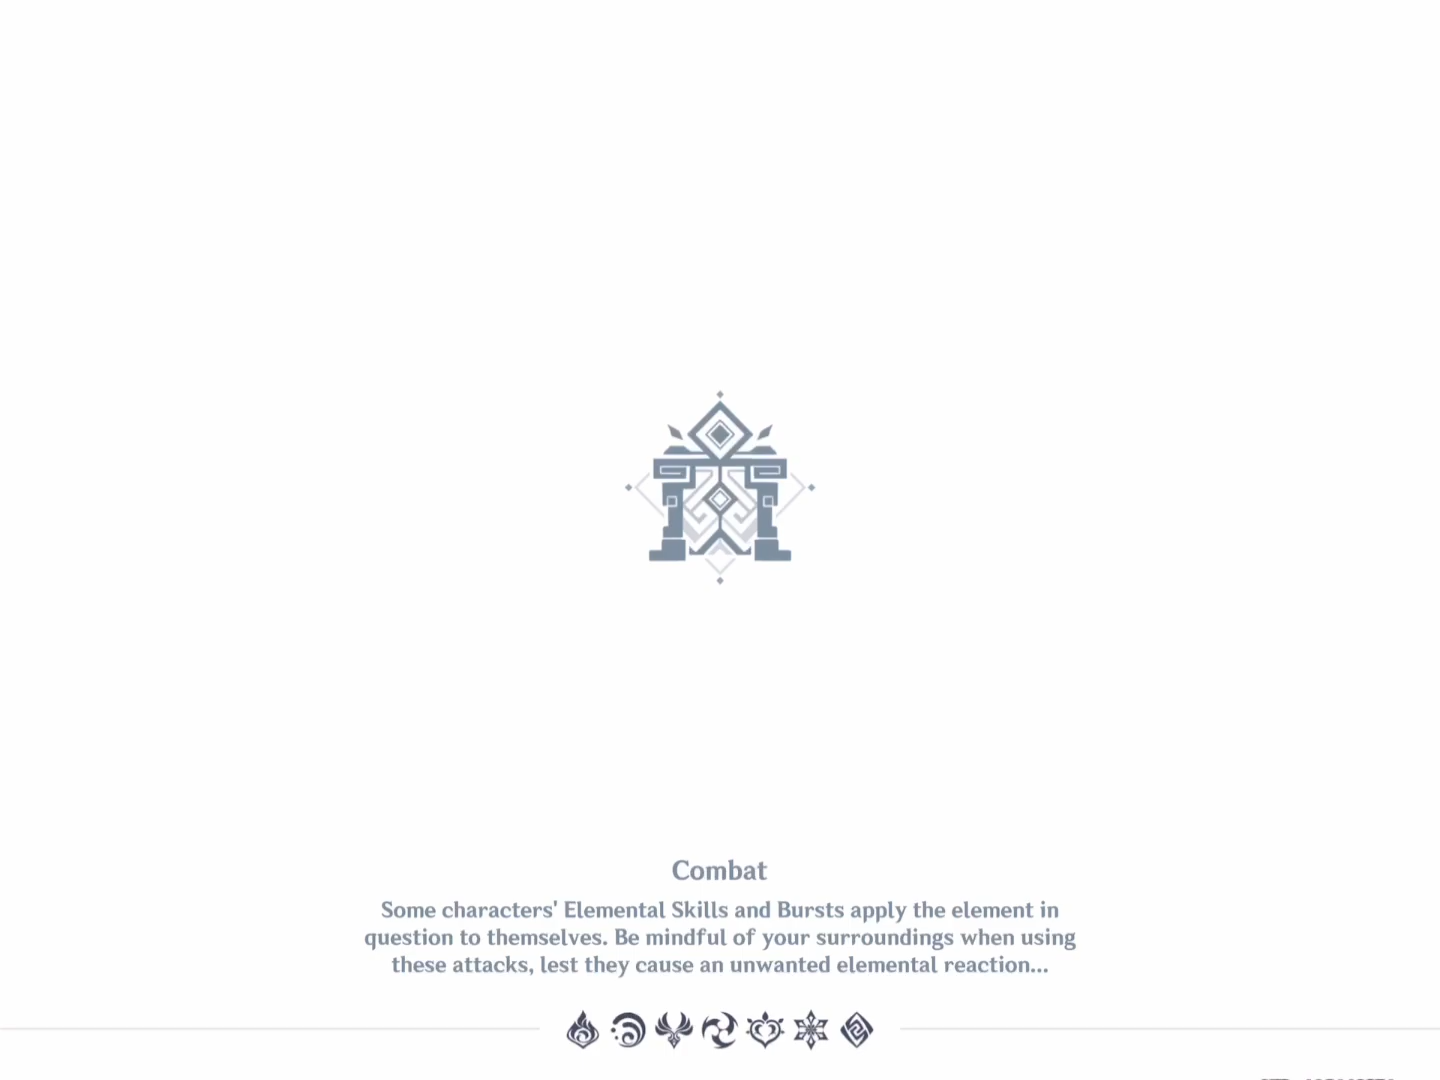 Combat
Some characters' Elemental Skills and Bursts apply the element in
question to themselves. Be mindful of your surroundings when using
these attacks, lest they cause an unwanted elemental reaction...